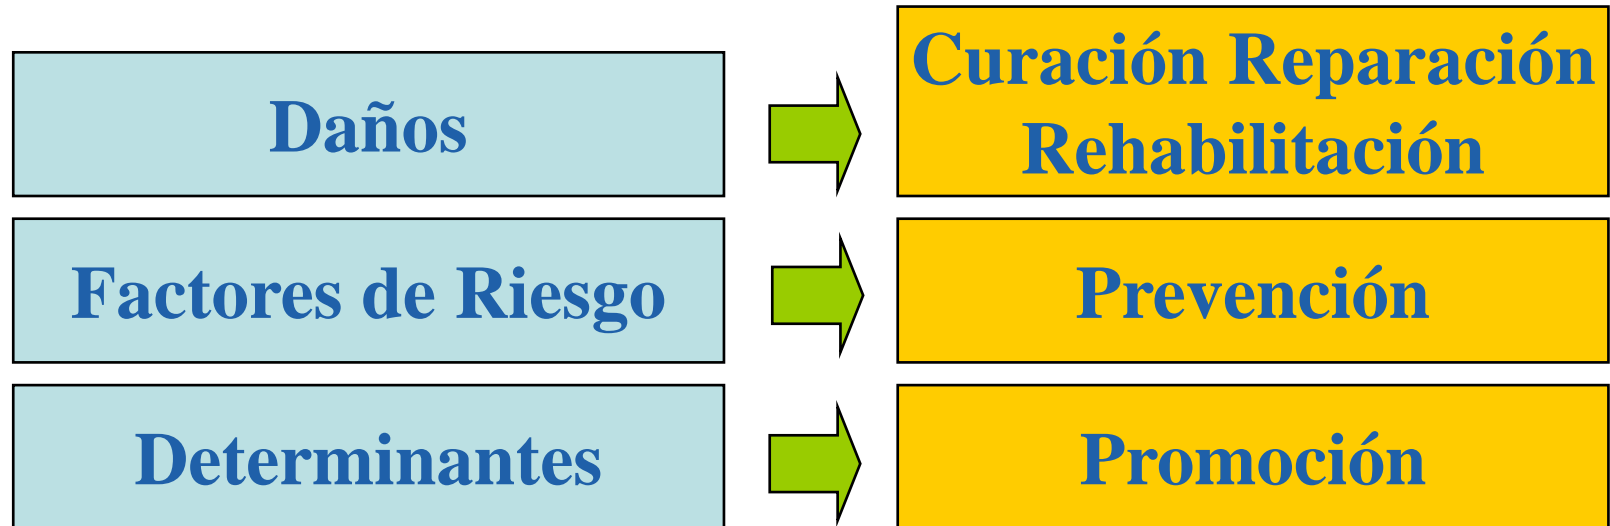 Daños
Curación Reparación
Rehabilitación
Factores de Riesgo
Prevención
Determinantes
Promoción